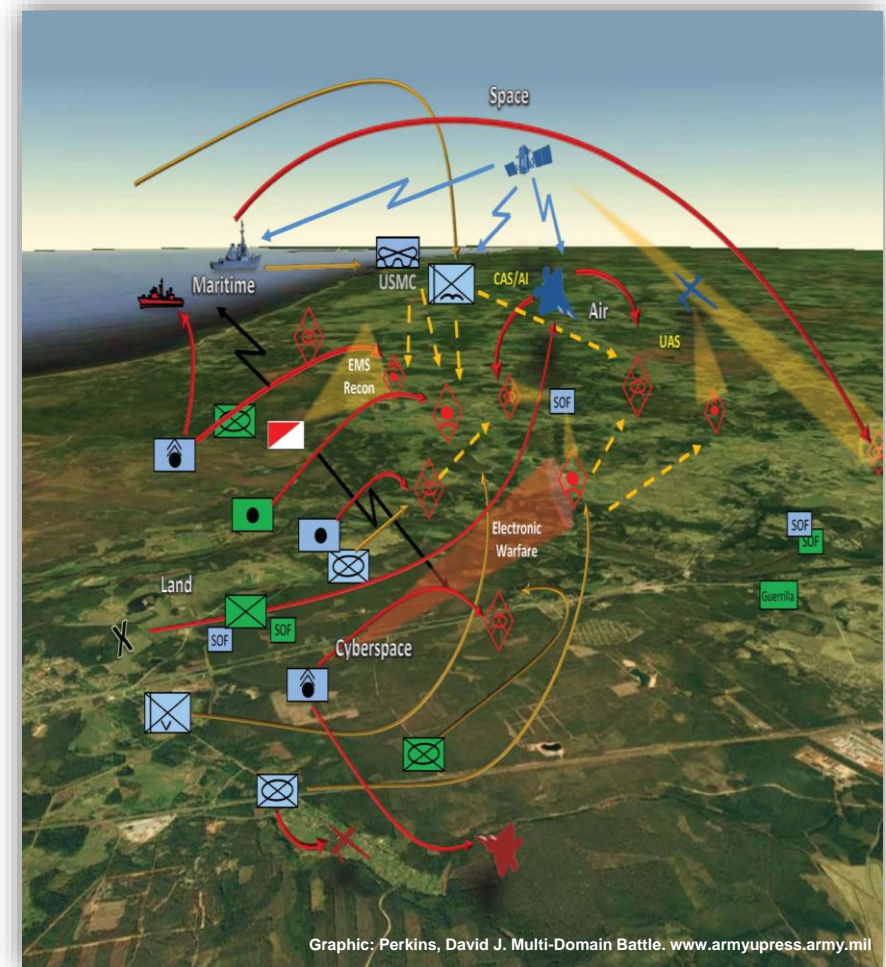 Space
Maritime
USMC
CAS/AI
Air
UAS
EMS
Recon
SOF
Electronic
Warfare
SOF
SOF
Guerrilla
Land
SOF
SOF
Cyberspace
Graphic: Perkins, David J. Multi-Domain Battle. www.armyupress.army.mil